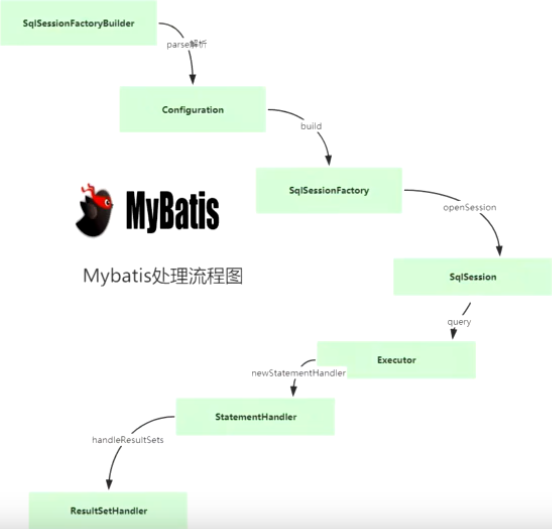 SqlSessionFactoryBuilder
parse解析
Configuration
build
SqlSessionFactory
openSession
MyBatis
Mybatis处理流程图
SqlSession
query
Executor
newStatementHandler
StatementHandler
handleResultSets
ResultSetHandler